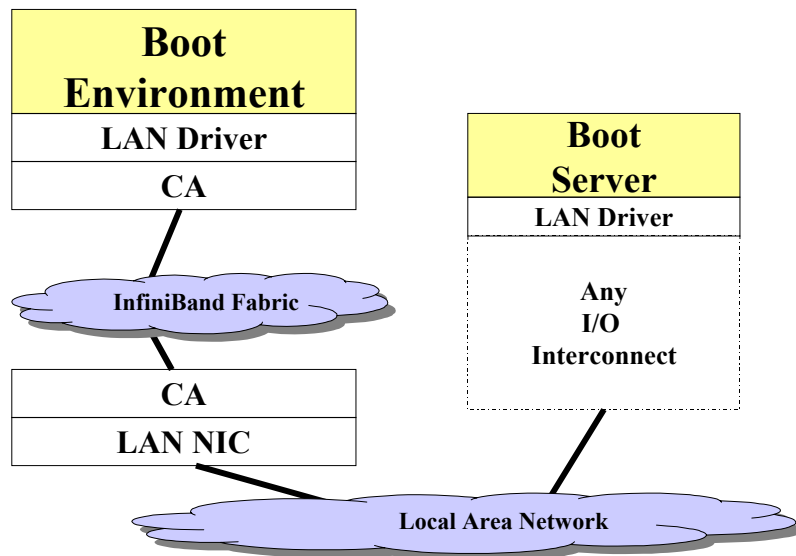 Boot
Environment
LAN Driver
CA
InfiniBand Fabric
CA
LAN NIC
Boot
Server
LAN Driver
Any
I/O
Interconnect
Local Area Network